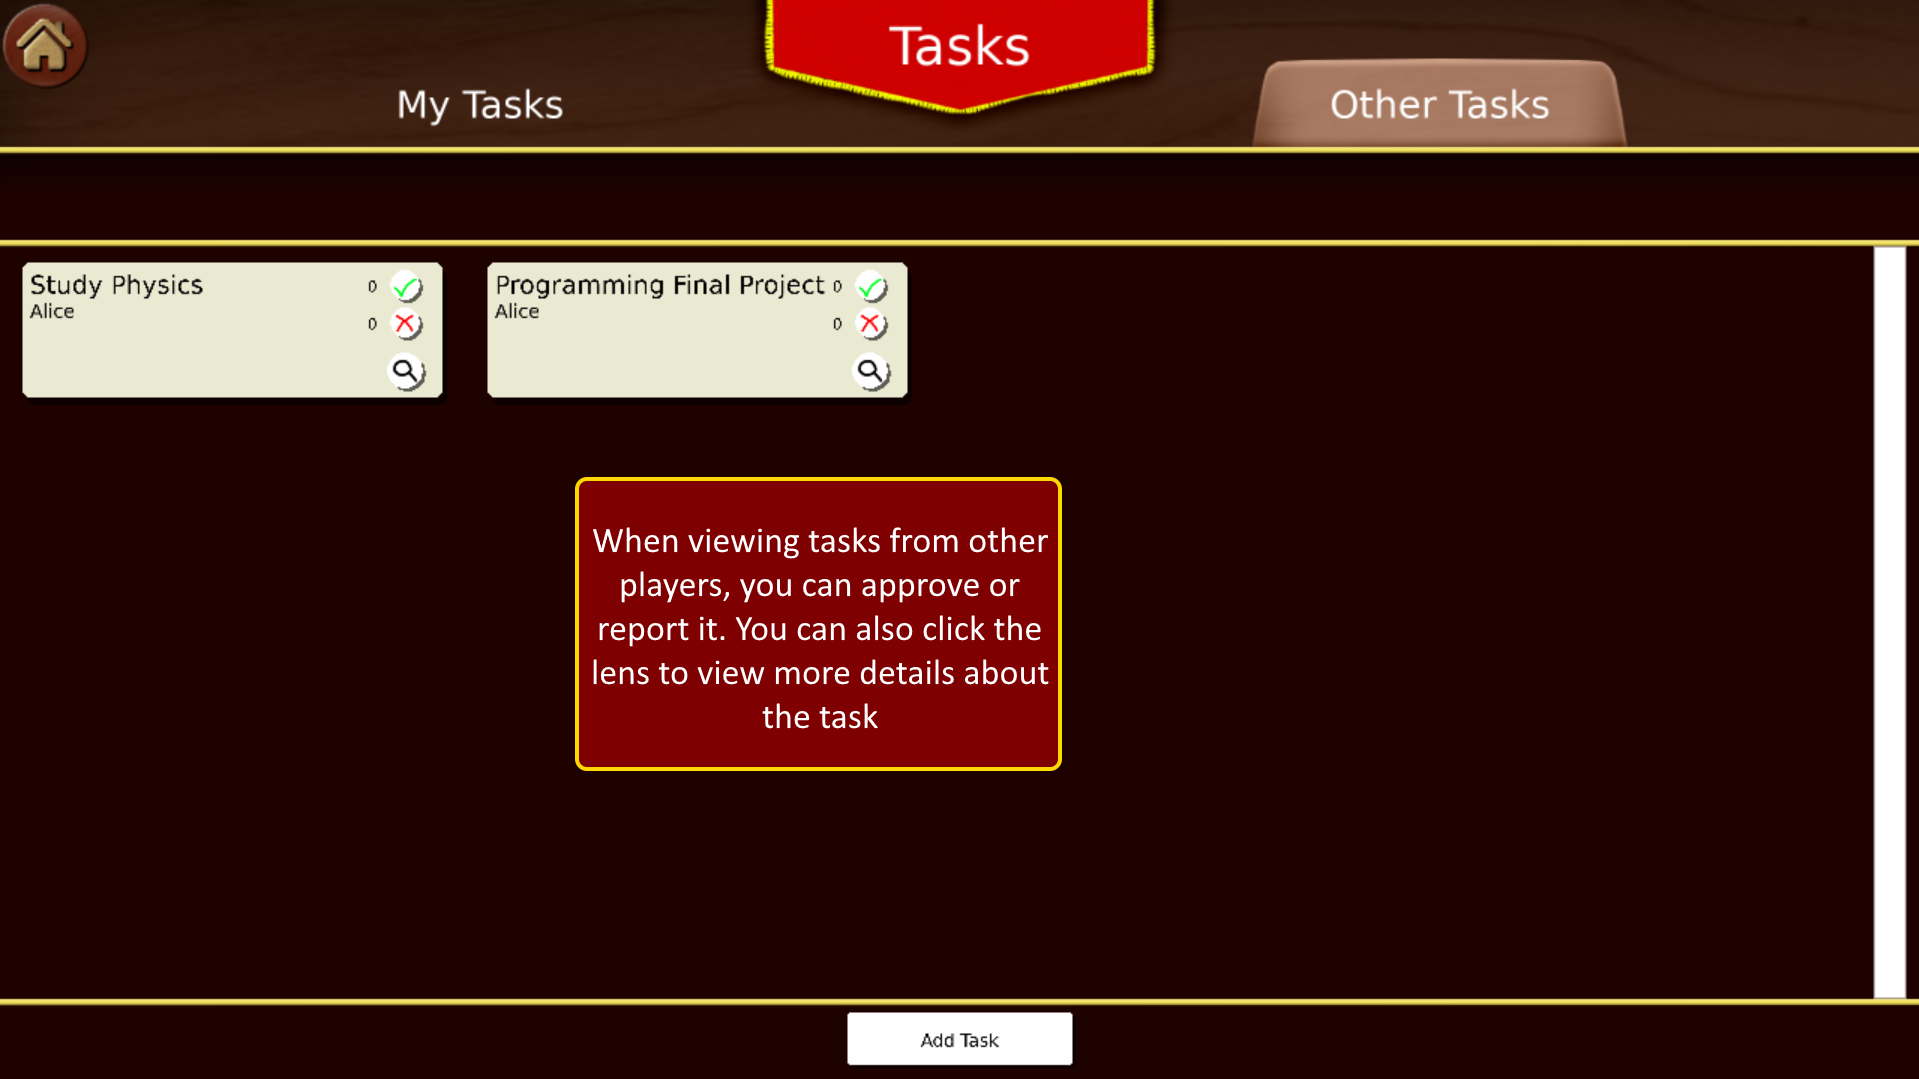 Tasks
My Tasks
Other Tasks
Study Physics 0
Alice
0
Programming Final Project 0
Alice
0
When viewing tasks from other
players, you can approve or
report it. You can also click the
lens to view more details about
the task
Add Task